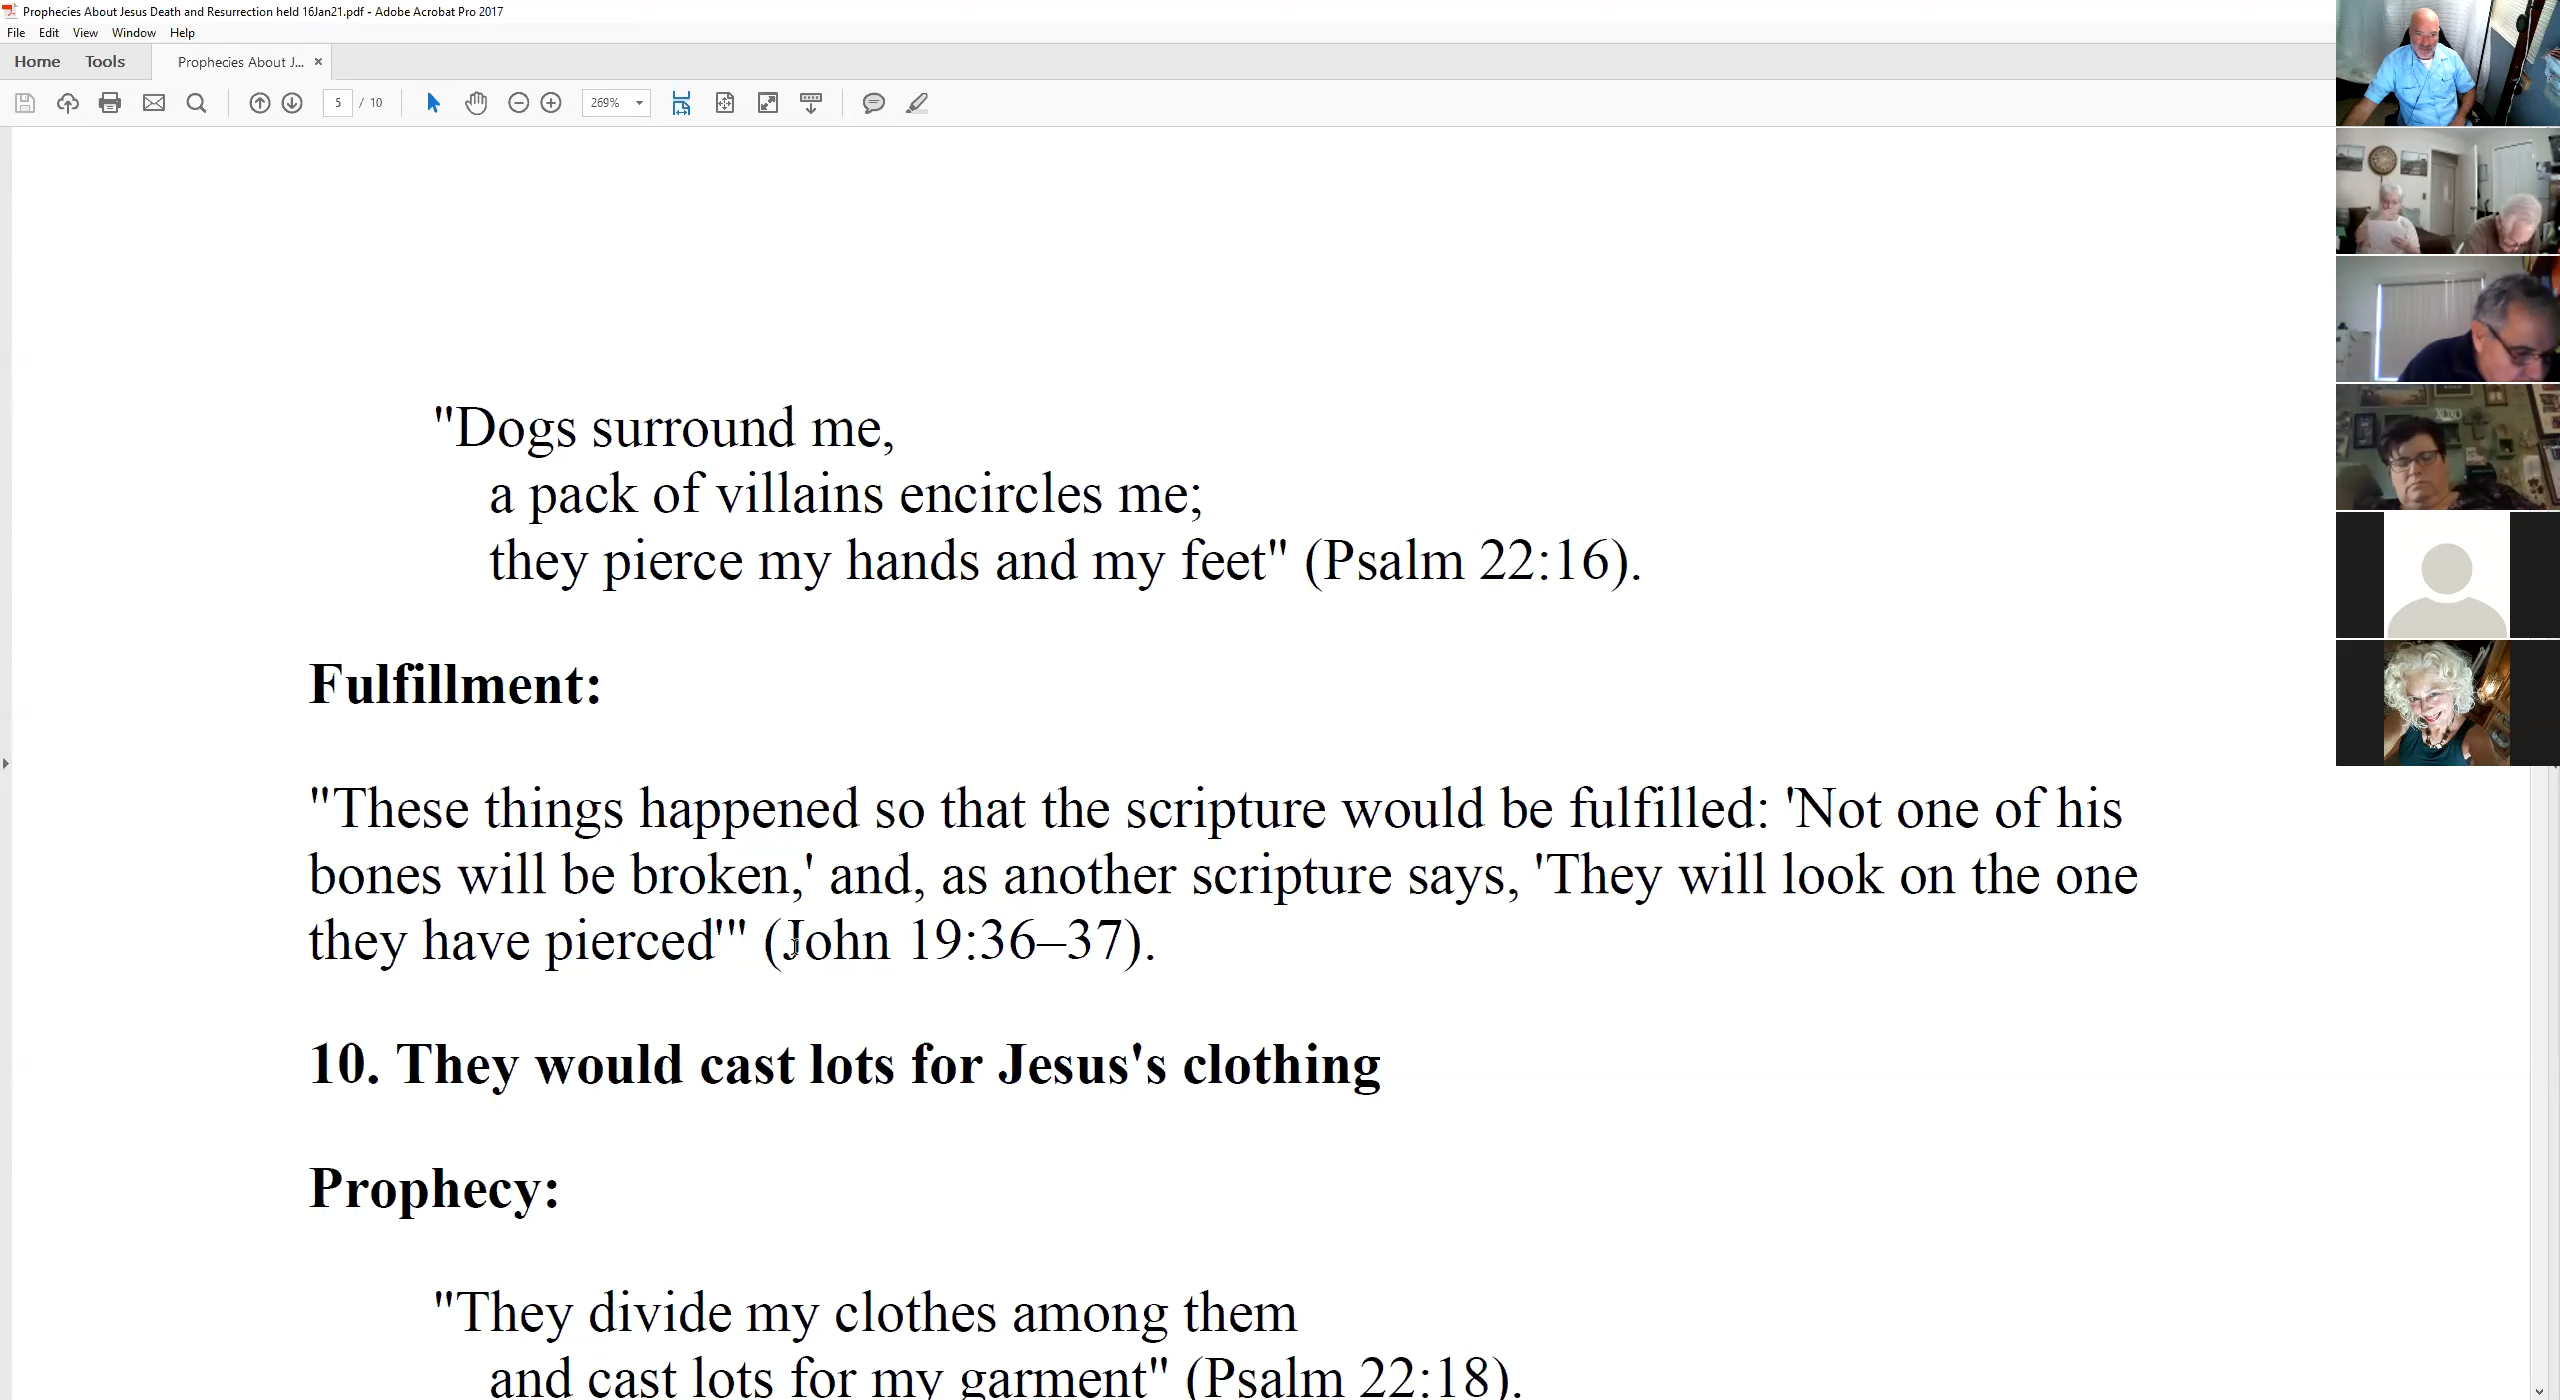 Prophecies About Jesus Death and Resurrection held 16Jan21.pdf - Adobe Acrobat Pro 2017
File Edit View Window Help
Home Tools Prophecies About J... ×
5 / 10 269%
"Dogs surround me,
a pack of villains encircles me;
they pierce my hands and my feet" (Psalm 22:16).
Fulfillment:
"These things happened so that the scripture would be fulfilled: 'Not one of his
bones will be broken,' and, as another scripture says, 'They will look on the one
they have pierced'" (John 19:36–37).
10. They would cast lots for Jesus's clothing
Prophecy:
"They divide my clothes among them
and cast lots for my garment" (Psalm 22:18).
XOXO